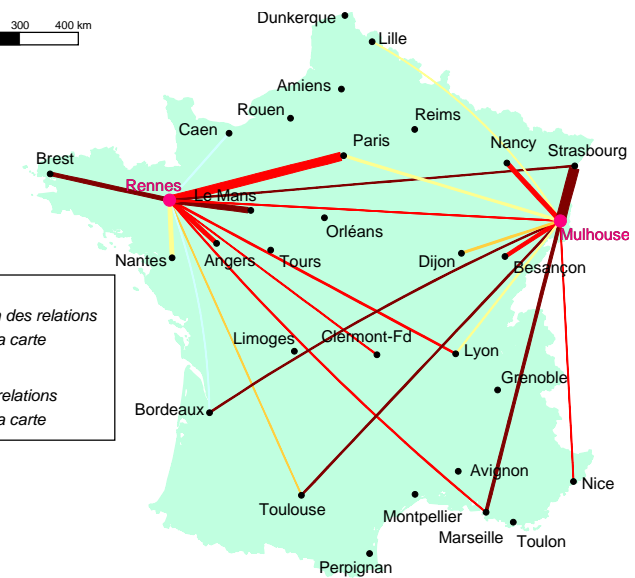 300 400 km
Dunkerque
Lille
Amiens
Rouen
Reims
Caen
Paris
Nancy
Strasbourg
Brest
Rennes
Le Mans
Orléans
Mulhouse
Nantes
Angers
Tours
Dijon
Besançon
des relations
a carte
Limoges
Clermont-Fd
Lyon
Grenoble
relations
a carte
Bordeaux
Avignon
Nice
Toulouse
Montpellier
Marseille
Toulon
Perpignan